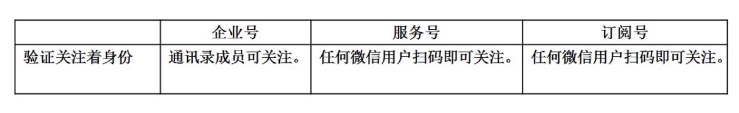 企业号 服务号 订阅号
验证关注着身份 通讯录成员可关注。 任何微信用户扫码即可关注。 任何微信用户扫码即可关注。